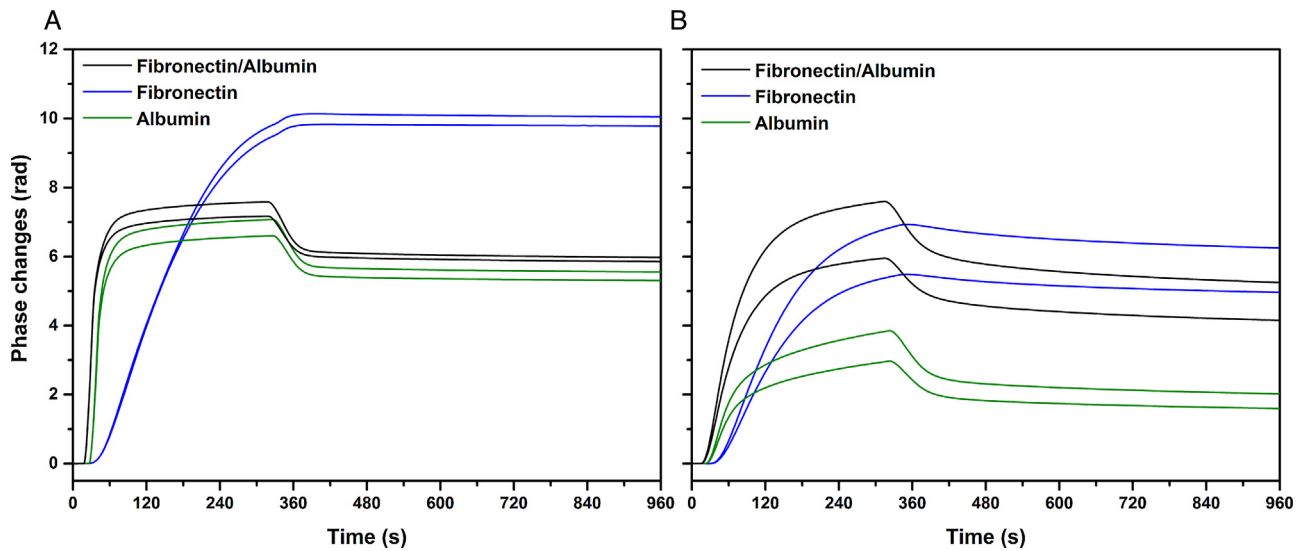 A
12
10
8
6
4
2
0
Phase changes (rad)
Fibronectin/Albumin
Fibronectin
Albumin
0 120 240 360 480 600 720 840 960
Time (s)
B
Fibronectin/Albumin
Fibronectin
Albumin
0 120 240 360 480 600 720 840 960
Time (s)